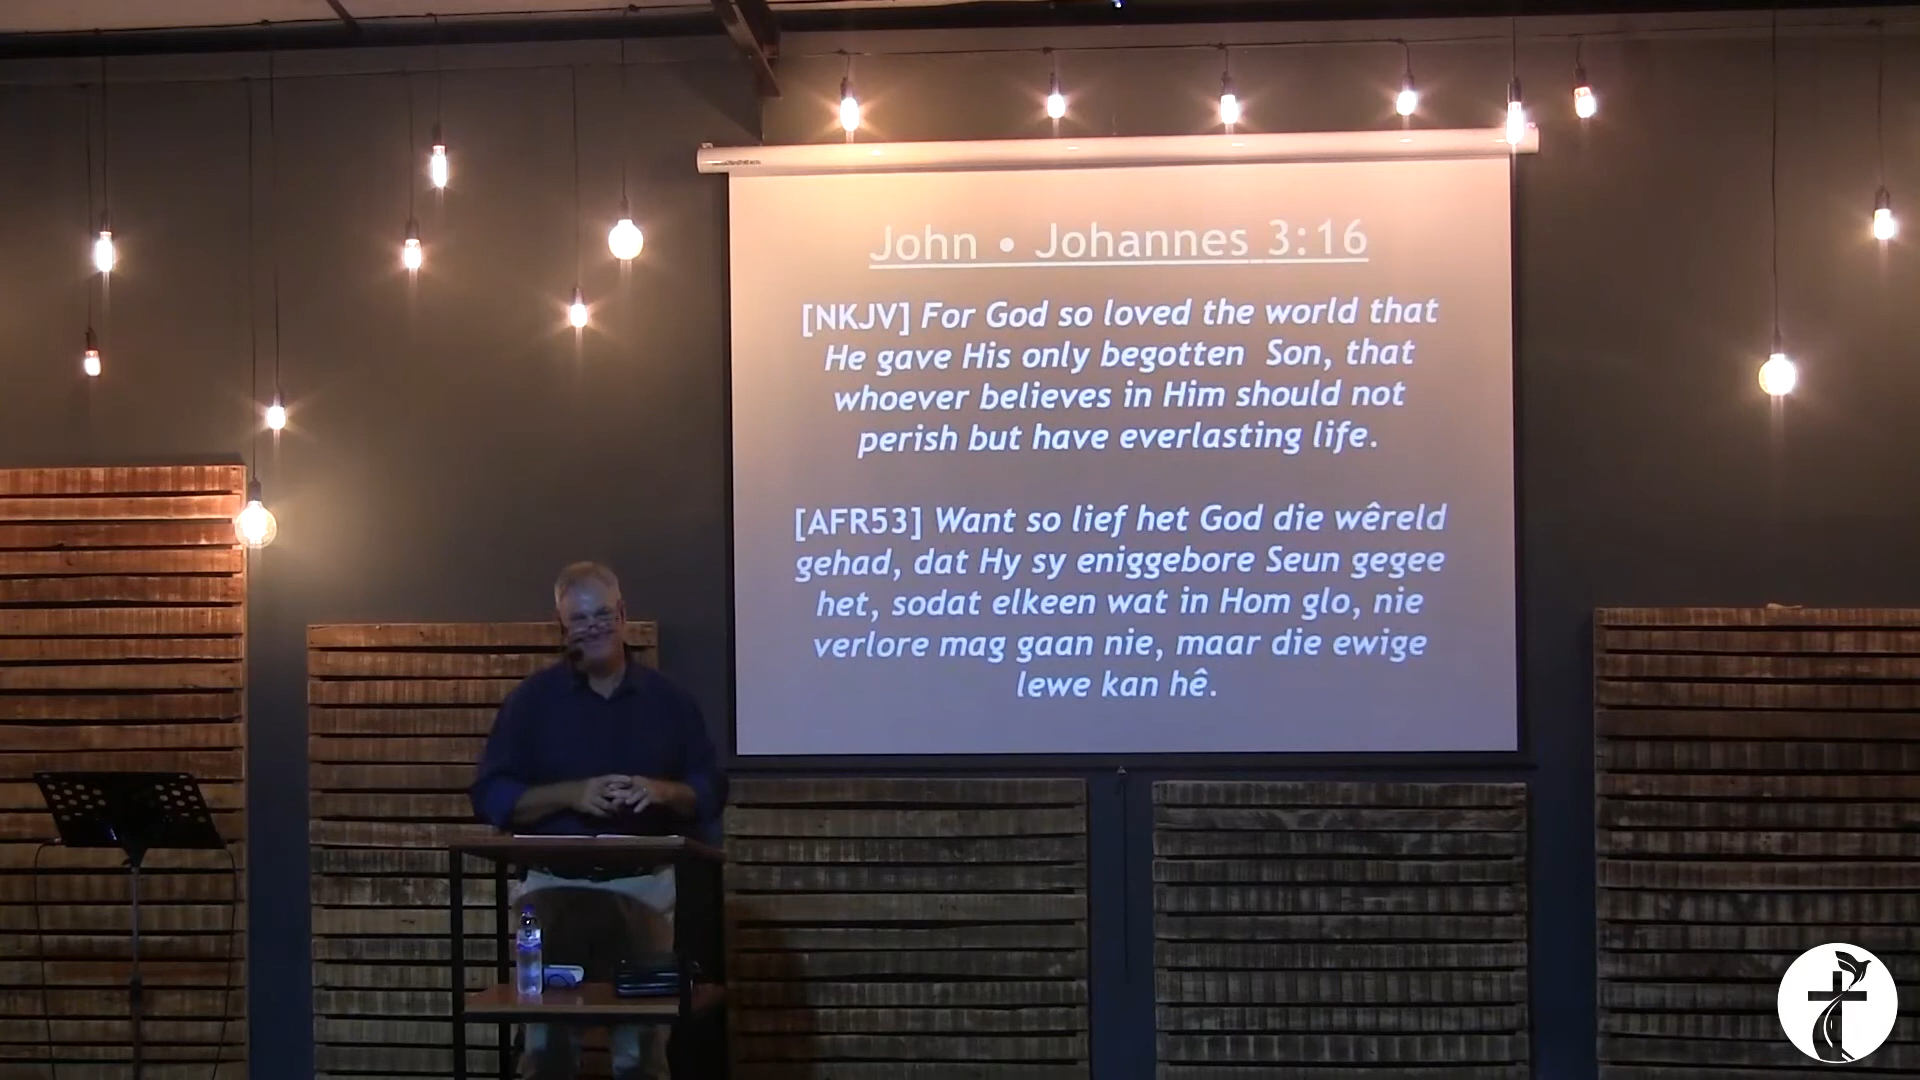 John • Johannes 3:16
[NKJV] For God so loved the world that
He gave His only begotten Son, that
whoever believes in Him should not
perish but have everlasting life.
[AFR53] Want so lief het God die wêreld
gehad, dat Hy sy eniggebore Seun gegee
het, sodat elkeen wat in Hom glo, nie
verlore mag gaan nie, maar die ewige
lewe kan hê.